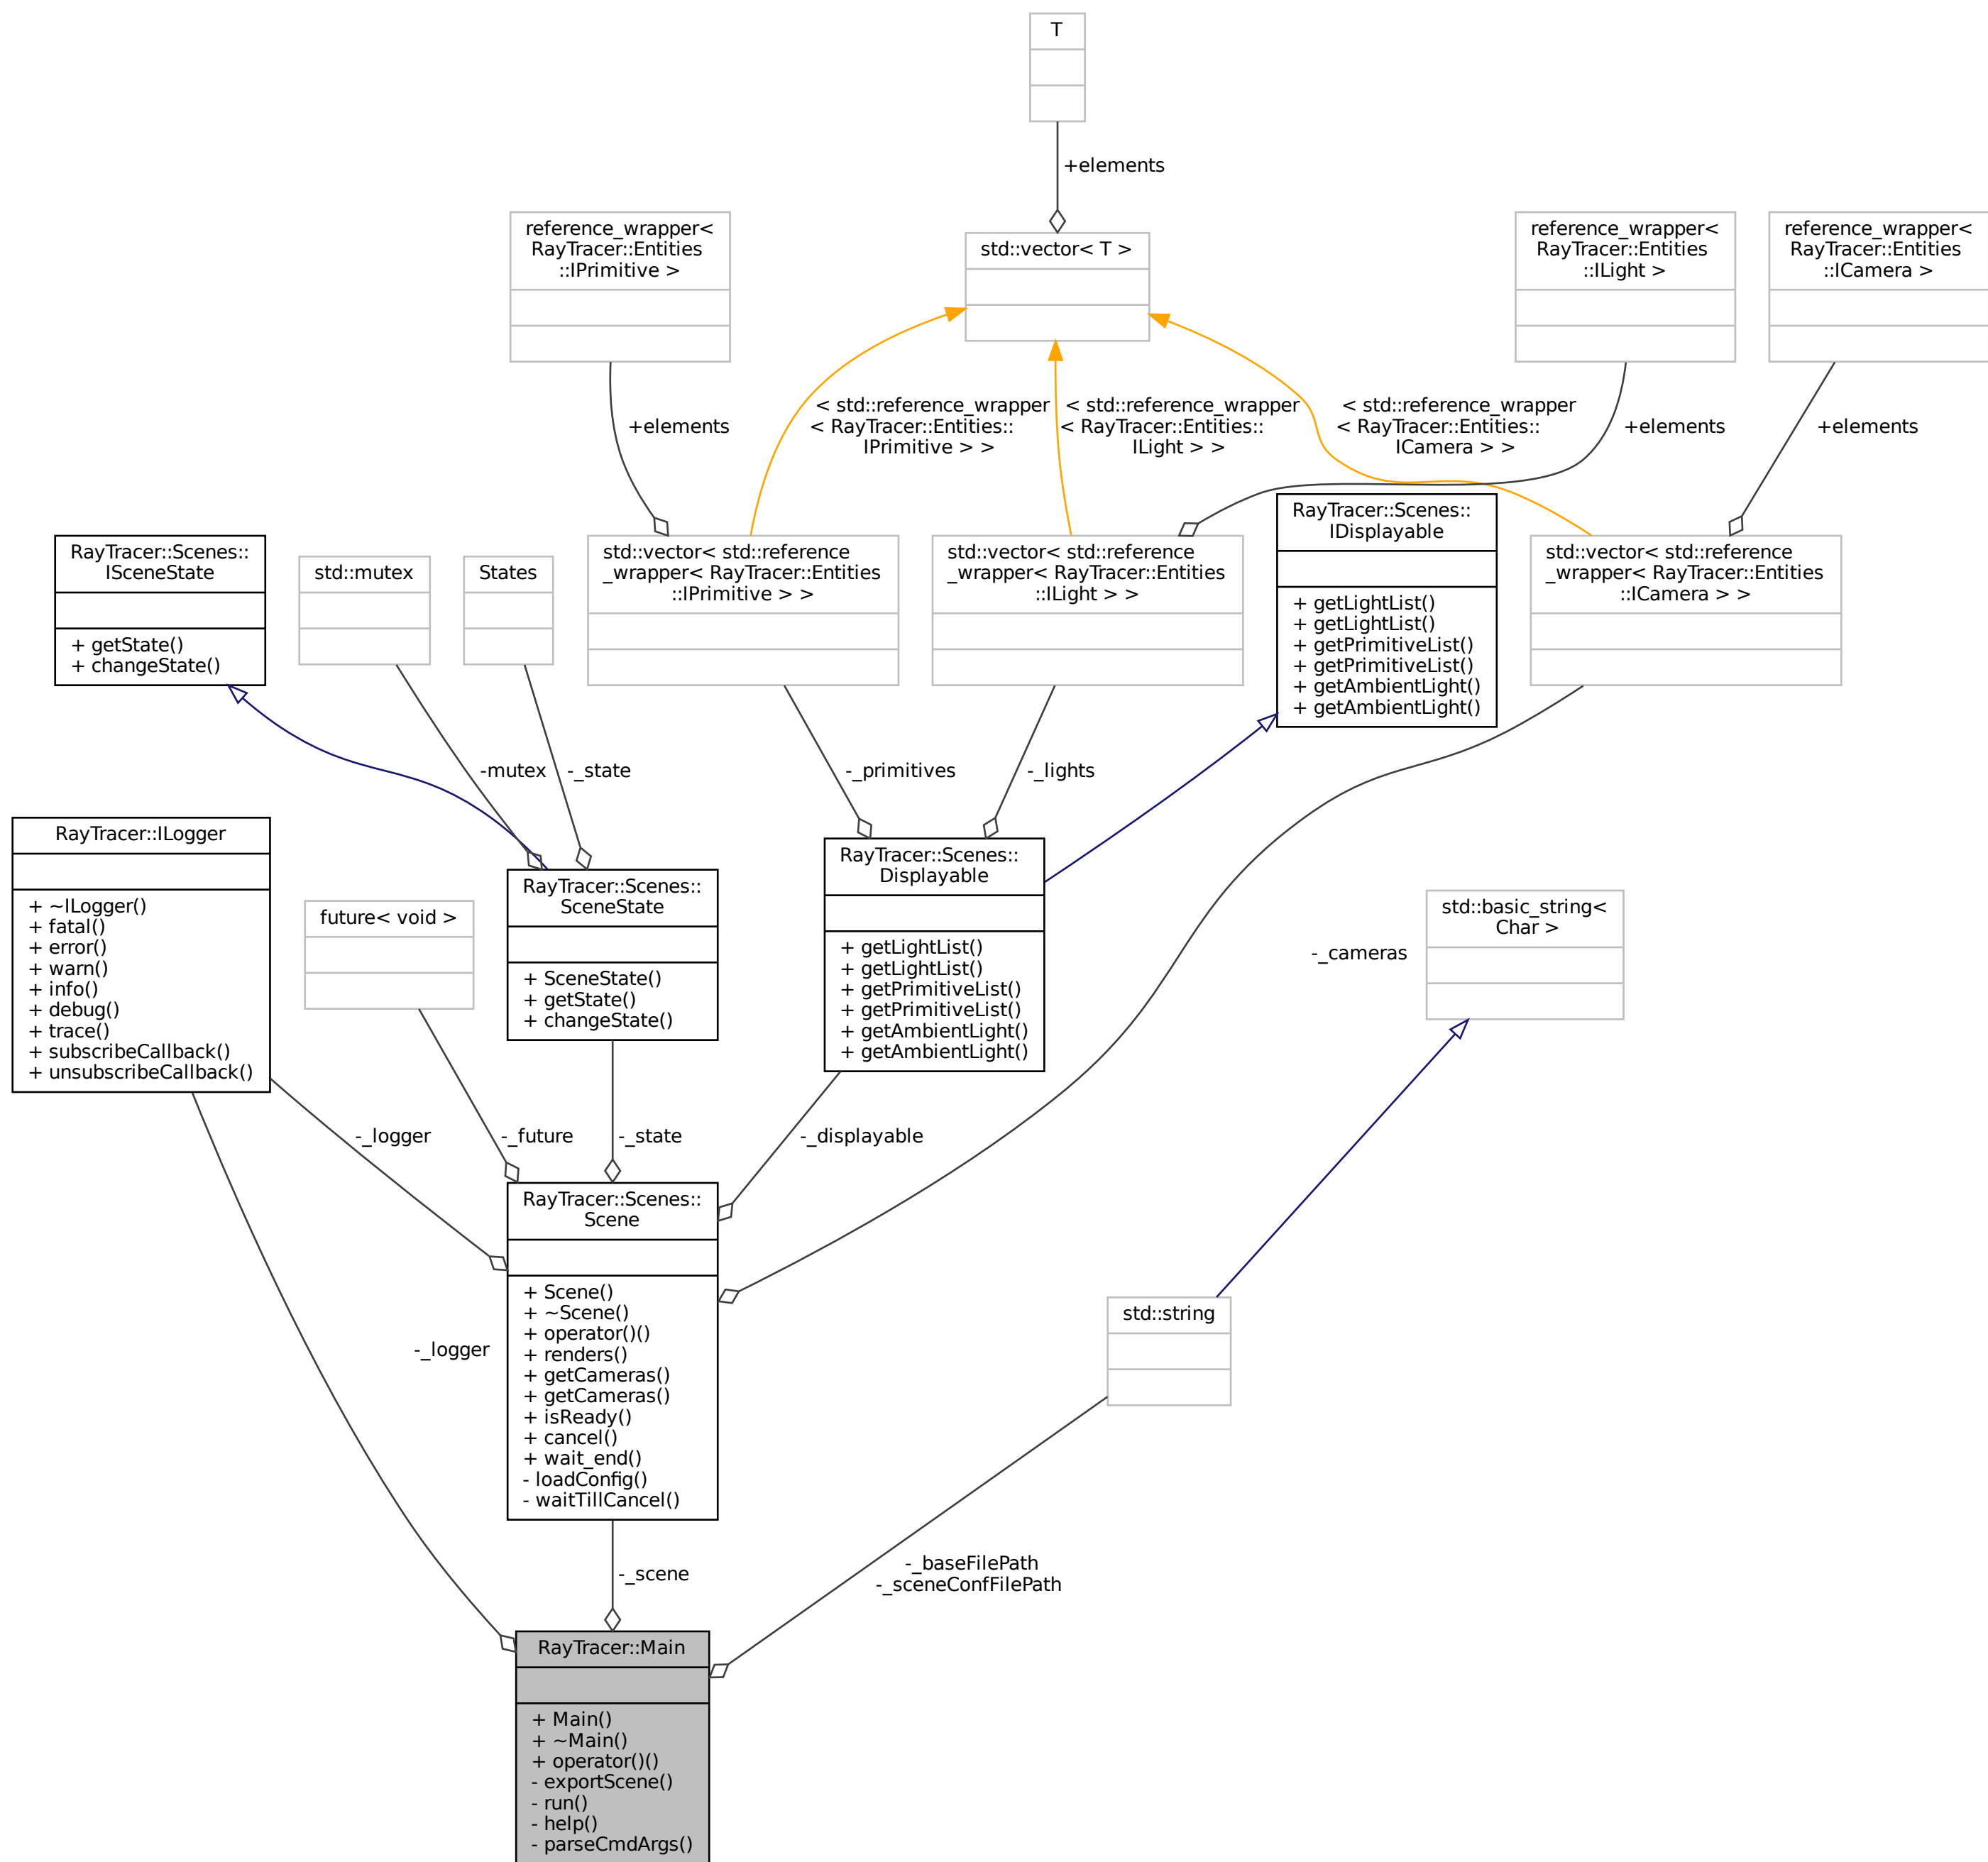 T
+elements
reference_wrapper<
RayTracer::Entities
::IPrimitive >
std::vector< T >
reference_wrapper<
RayTracer::Entities
::ILight >
reference_wrapper<
RayTracer::Entities
::ICamera >
+elements
< std::reference_wrapper
< RayTracer::Entities::
IPrimitive > >
< std::reference_wrapper
< RayTracer::Entities::
ILight > >
< std::reference_wrapper
< RayTracer::Entities::
ICamera > >
+elements
+elements
RayTracer::Scenes::
ISceneState
+ getState()
+ changeState()
std::mutex
States
std::vector< std::reference
_wrapper< RayTracer::Entities
::IPrimitive > >
std::vector< std::reference
_wrapper< RayTracer::Entities
::ILight > >
RayTracer::Scenes::
IDisplayable
+ getLightList()
+ getLightList()
+ getPrimitiveList()
+ getPrimitiveList()
+ getAmbientLight()
+ getAmbientLight()
std::vector< std::reference
_wrapper< RayTracer::Entities
::ICamera > >
-mutex
-_state
-_primitives
-_lights
RayTracer::ILogger
+ ~ILogger()
+ fatal()
+ error()
+ warn()
+ info()
+ debug()
+ trace()
+ subscribeCallback()
+ unsubscribeCallback()
future< void >
RayTracer::Scenes::
SceneState
+ SceneState()
+ getState()
+ changeState()
RayTracer::Scenes::
Displayable
+ getLightList()
+ getLightList()
+ getPrimitiveList()
+ getPrimitiveList()
+ getAmbientLight()
+ getAmbientLight()
-_cameras
std::basic_string<
Char >
-_logger
-_future
-_state
-_displayable
RayTracer::Scenes::
Scene
+ Scene()
+ ~Scene()
+ operator()()
+ renders()
+ getCameras()
+ getCameras()
+ isReady()
+ cancel()
+ wait_end()
- loadConfig()
- waitTillCancel()
-_logger
std::string
-_scene
-_baseFilePath
-_sceneConfFilePath
RayTracer::Main
+ Main()
+ ~Main()
+ operator()()
- exportScene()
- run()
- help()
- parseCmdArgs()